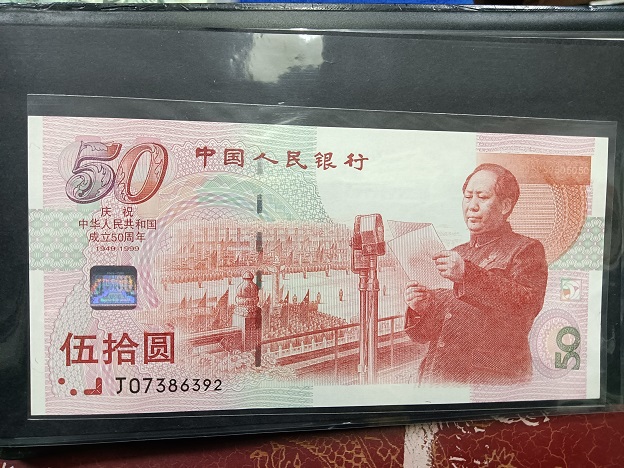 50
中国人民银行
庆祝
中华人民共和国
成立50周年
1949-1999
伍拾圆
J07386392
50